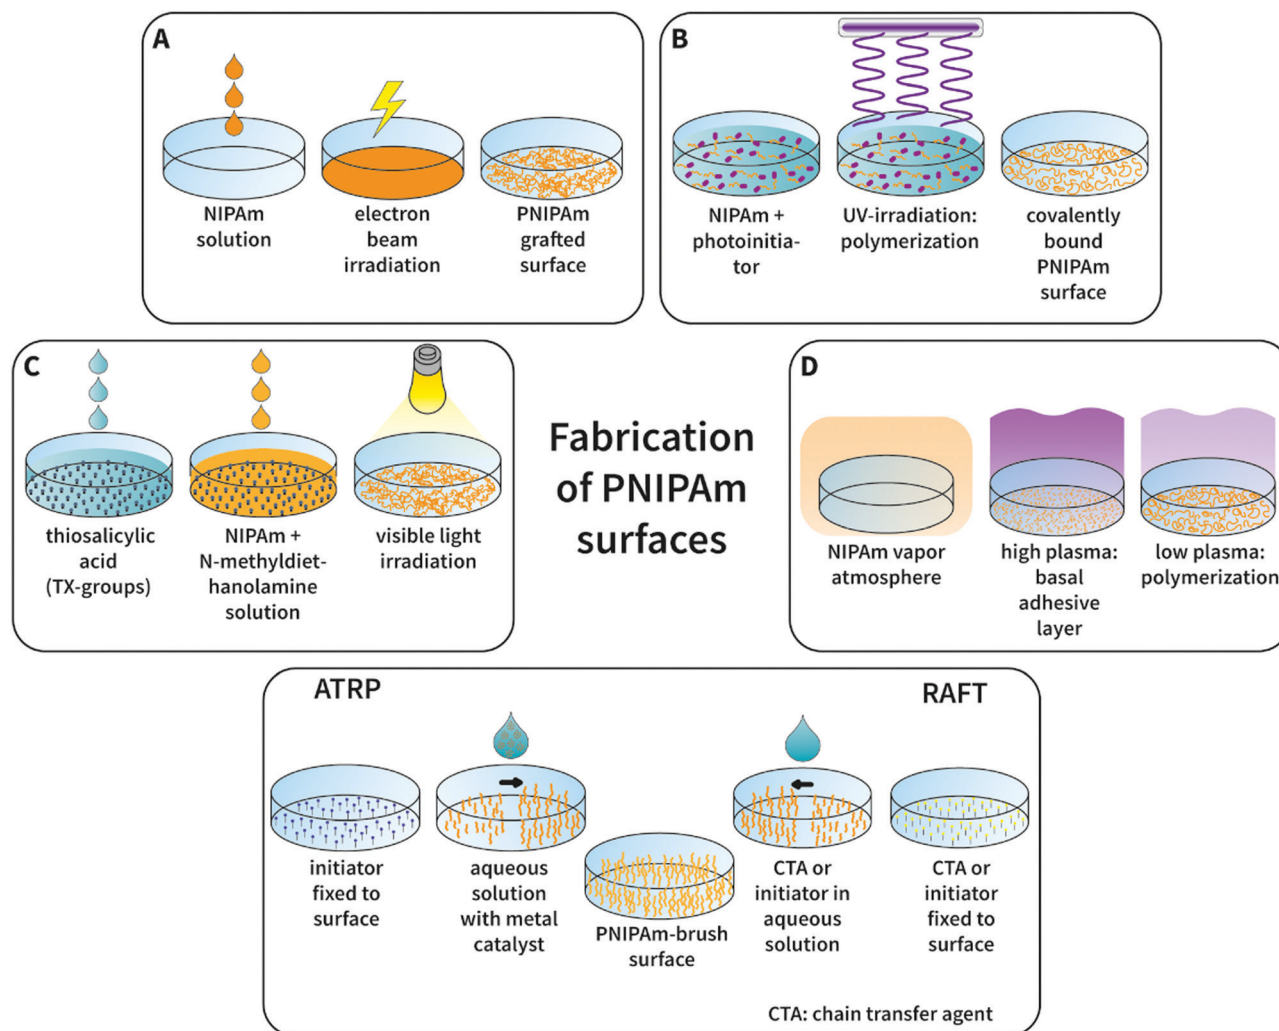 A
NIPAm
solution
electron
beam
irradiation
PNIPAm
grafted
surface
B
NIPAm +
photoinitia-
tor
UV-irradiation:
polymerization
covalently
bound
PNIPAm
surface
C
thiosalicylic
acid
(TX-groups)
NIPAm +
N-methyldiet-
hanolamine
solution
visible light
irradiation
Fabrication
of PNIPAm
surfaces
D
NIPAm vapor
atmosphere
high plasma:
basal
adhesive
layer
low plasma:
polymerization
ATRP
RAFT
initiator
fixed to
surface
aqueous
solution
with metal
catalyst
PNIPAm-brush
surface
CTA or
initiator in
aqueous
solution
CTA or
initiator
fixed to
surface
CTA: chain transfer agent